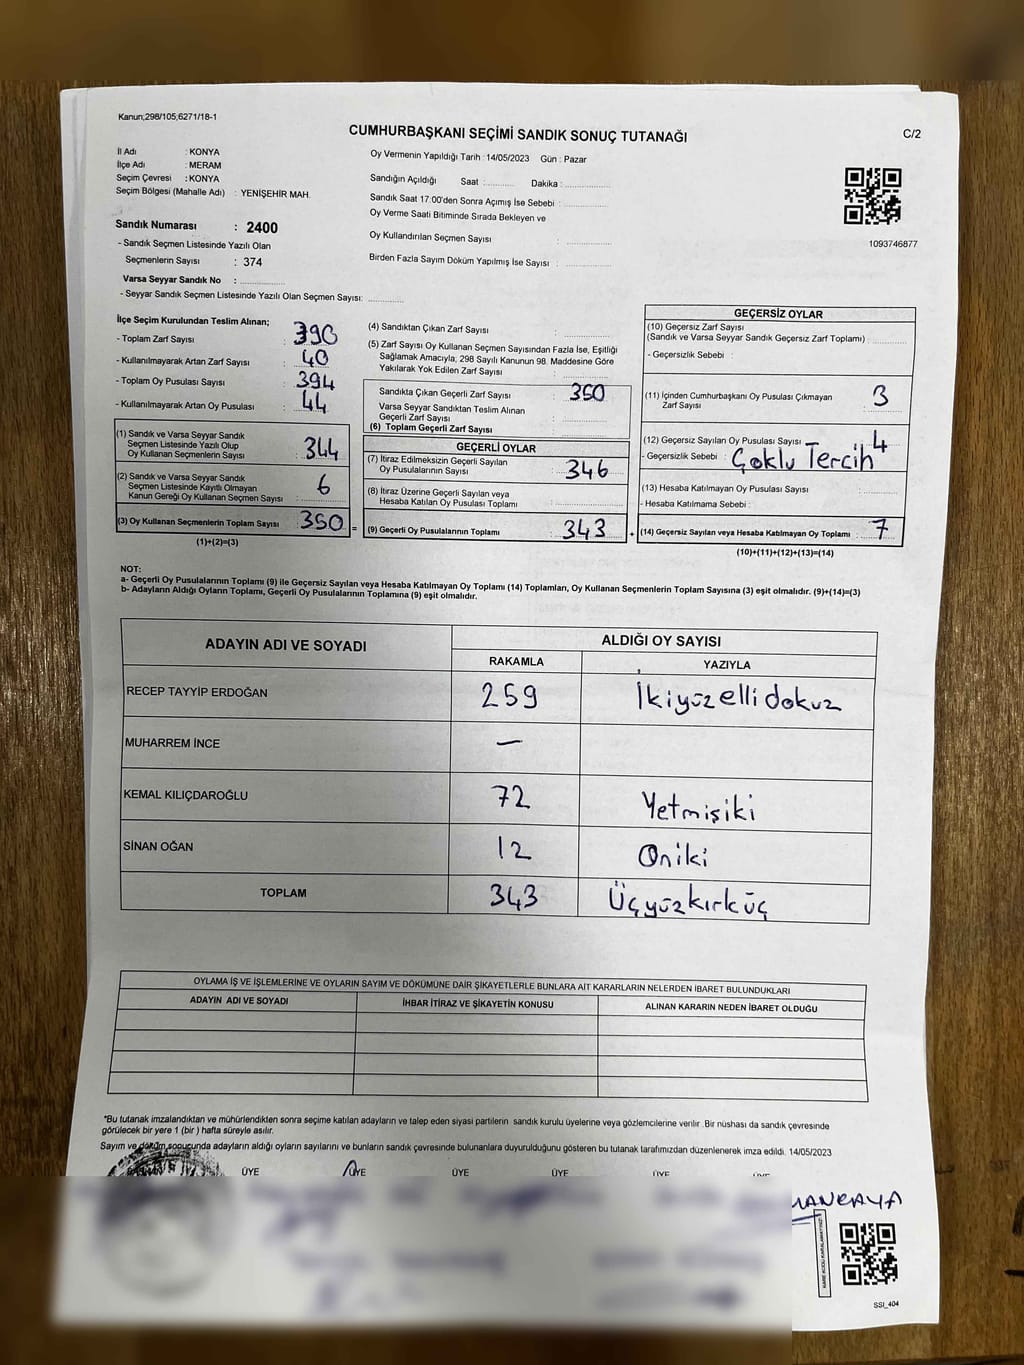 Kanun;298/105;6271/18-1
CUMHURBAŞKANI SEÇİMİ SANDIK SONUÇ TUTANAĞI
C/2
İl Adı : KONYA
İlçe Adı : MERAM
Seçim Çevresi : KONYA
Seçim Bölgesi (Mahalle Adı) : YENİŞEHİR MAH.
Sandık Numarası : 2400
- Sandık Seçmen Listesinde Yazılı Olan
Seçmenlerin Sayısı : 374
Varsa Seyyar Sandık No :
- Seyyar Sandık Seçmen Listesinde Yazılı Olan Seçmen Sayısı:
Oy Vermenin Yapıldığı Tarih : 14/05/2023 Gün : Pazar
Sandığın Açıldığı Saat : Dakika :
Sandık Saat 17:00'den Sonra Açımış İse Sebebi :
Oy Verme Saati Bitiminde Sırada Bekleyen ve
Oy Kullandırılan Seçmen Sayısı :
Birden Fazla Sayım Döküm Yapılmış İse Sayısı :
1093746877
İlçe Seçim Kurulundan Teslim Alınan;
- Toplam Zarf Sayısı : 390
- Kullanılmayarak Artan Zarf Sayısı : 40
- Toplam Oy Pusulası Sayısı : 394
- Kullanılmayarak Artan Oy Pusulası : 44
(1) Sandık ve Varsa Seyyar Sandık
Seçmen Listesinde Yazılı Olup
Oy Kullanan Seçmenlerin Sayısı : 344
(2) Sandık ve Varsa Seyyar Sandık
Seçmen Listesinde Kayıtlı Olmayan
Kanun Gereği Oy Kullanan Seçmen Sayısı : 6
(3) Oy Kullanan Seçmenlerin Toplam Sayısı : 350 =
(1)+(2)=(3)
(4) Sandıktan Çıkan Zarf Sayısı :
(5) Zarf Sayısı Oy Kullanan Seçmen Sayısından Fazla İse, Eşitliği
Sağlamak Amacıyla; 298 Sayılı Kanunun 98. Maddesine Göre
Yakılarak Yok Edilen Zarf Sayısı :
Sandıkta Çıkan Geçerli Zarf Sayısı : 350
Varsa Seyyar Sandıktan Teslim Alınan
Geçerli Zarf Sayısı :
(6) Toplam Geçerli Zarf Sayısı :
GEÇERLİ OYLAR
(7) İtiraz Edilmeksizin Geçerli Sayılan
Oy Pusulalarının Sayısı : 346
(8) İtiraz Üzerine Geçerli Sayılan veya
Hesaba Katılan Oy Pusulası Toplamı :
(9) Geçerli Oy Pusulalarının Toplamı : 343 +
GEÇERSİZ OYLAR
(10) Geçersiz Zarf Sayısı
(Sandık ve Varsa Seyyar Sandık Geçersiz Zarf Toplamı) :
- Geçersizlik Sebebi :
(11) İçinden Cumhurbaşkanı Oy Pusulası Çıkmayan
Zarf Sayısı : 3
(12) Geçersiz Sayılan Oy Pusulası Sayısı : 4
- Geçersizlik Sebebi : Çoklu Tercih
(13) Hesaba Katılmayan Oy Pusulası Sayısı :
- Hesaba Katılmama Sebebi :
(14) Geçersiz Sayılan veya Hesaba Katılmayan Oy Toplamı : 7
(10)+(11)+(12)+(13)=(14)
NOT:
a- Geçerli Oy Pusulalarının Toplamı (9) ile Geçersiz Sayılan veya Hesaba Katılmayan Oy Toplamı (14) Toplamları, Oy Kullanan Seçmenlerin Toplam Sayısına (3) eşit olmalıdır. (9)+(14)=(3)
b- Adayların Aldığı Oyların Toplamı, Geçerli Oy Pusulalarının Toplamına (9) eşit olmalıdır.
ADAYIN ADI VE SOYADI
ALDIĞI OY SAYISI
RAKAMLA YAZIYLA
RECEP TAYYİP ERDOĞAN 259 İkiyüzellidokuz
MUHARREM İNCE —
KEMAL KILIÇDAROĞLU 72 Yetmişiki
SİNAN OĞAN 12 Oniki
TOPLAM 343 Üçyüzkırküç
OYLAMA İŞ VE İŞLEMLERİNE VE OYLARIN SAYIM VE DÖKÜMÜNE DAİR ŞİKAYETLERLE BUNLARA AİT KARARLARIN NELERDEN İBARET BULUNDUKLARI
ADAYIN ADI VE SOYADI İHBAR İTİRAZ VE ŞİKAYETİN KONUSU ALINAN KARARIN NEDEN İBARET OLDUĞU
*Bu tutanak imzalandıktan ve mühürlendikten sonra seçime katılan adayların ve talep eden siyasi partilerin sandık kurulu üyelerine veya gözlemcilerine verilir. Bir nüshası da sandık çevresinde
görülecek bir yere 1 (bir ) hafta süreyle asılır.
Sayım ve döküm sonucunda adayların aldığı oyların sayılarını ve bunların sandık çevresinde bulunanlara duyurulduğunu gösteren bu tutanak tarafımızdan düzenlenerek imza edildi. 14/05/2023
ÜYE ÜYE ÜYE ÜYE ÜYE ÜYE
SSI_404